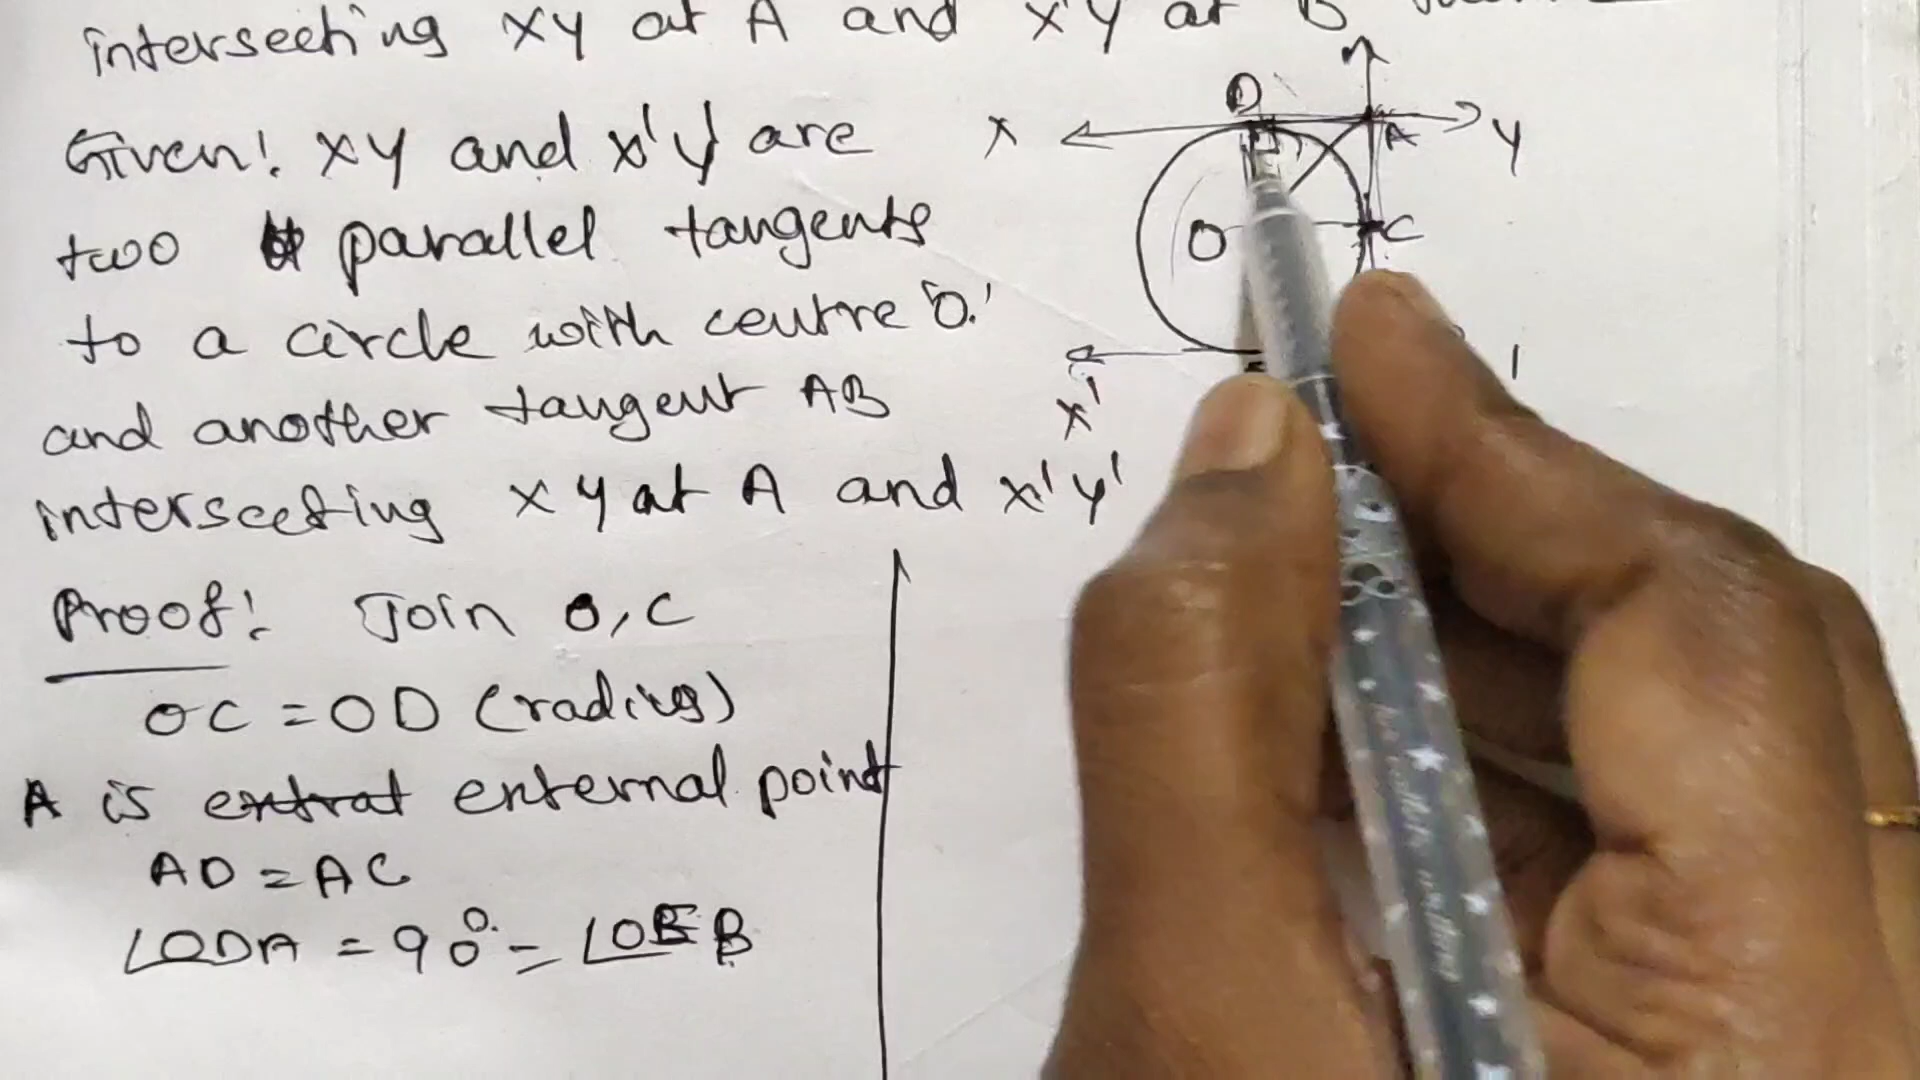 intersecting XY at A and X'Y at B
Given! XY and X'Y' are
two parallel tangents
to a circle with centre 'O.'
and another tangent AB
intersecting XY at A and X'Y'
Proof! Join O, C
OC = OD (radius)
A is extrat external point
AD = AC
∠ODA = 90° = ∠OEB
D
X
A
Y
O
C
X'